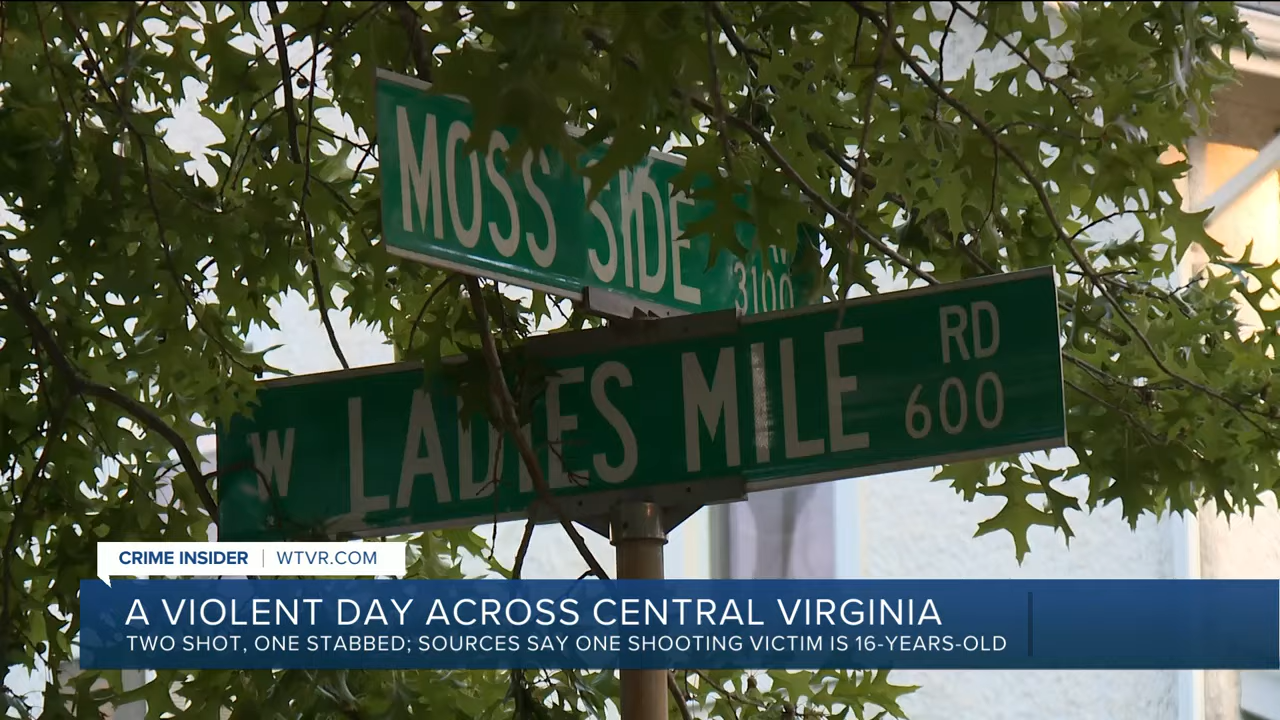 MOSS SIDE
3100
W LADIES MILE RD
600
CRIME INSIDER | WTVR.COM
A VIOLENT DAY ACROSS CENTRAL VIRGINIA
TWO SHOT, ONE STABBED; SOURCES SAY ONE SHOOTING VICTIM IS 16-YEARS-OLD